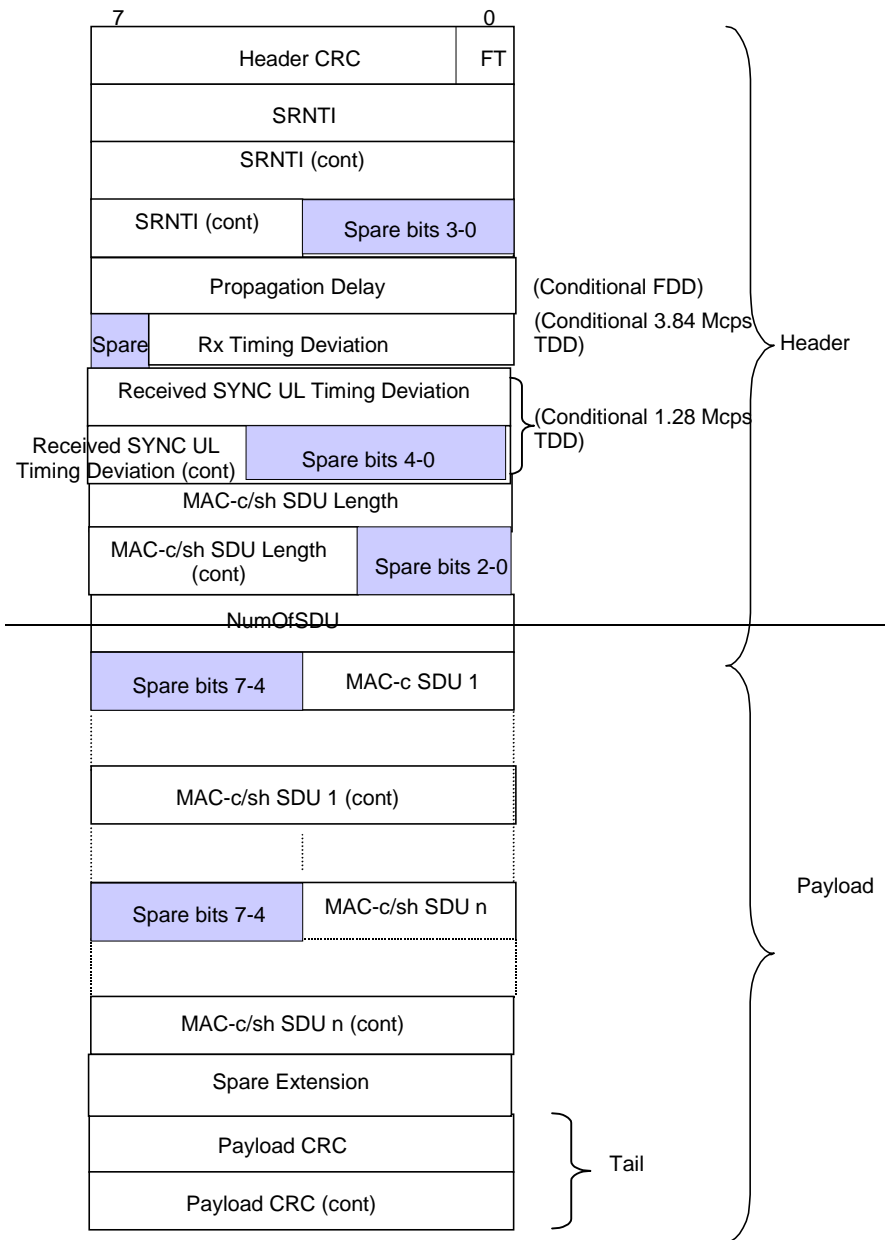 7 0
Header CRC FT
SRNTI
SRNTI (cont)
SRNTI (cont) Spare bits 3-0
Propagation Delay (Conditional FDD)
Spare Rx Timing Deviation (Conditional 3.84 Mcps
TDD)
Header
Received SYNC UL Timing Deviation
(Conditional 1.28 Mcps
TDD)
Received SYNC UL
Timing Deviation (cont) Spare bits 4-0
MAC-c/sh SDU Length
MAC-c/sh SDU Length
(cont) Spare bits 2-0
NumOfSDU
Spare bits 7-4 MAC-c SDU 1
MAC-c/sh SDU 1 (cont)
Spare bits 7-4 MAC-c/sh SDU n
Payload
MAC-c/sh SDU n (cont)
Spare Extension
Payload CRC
Tail
Payload CRC (cont)